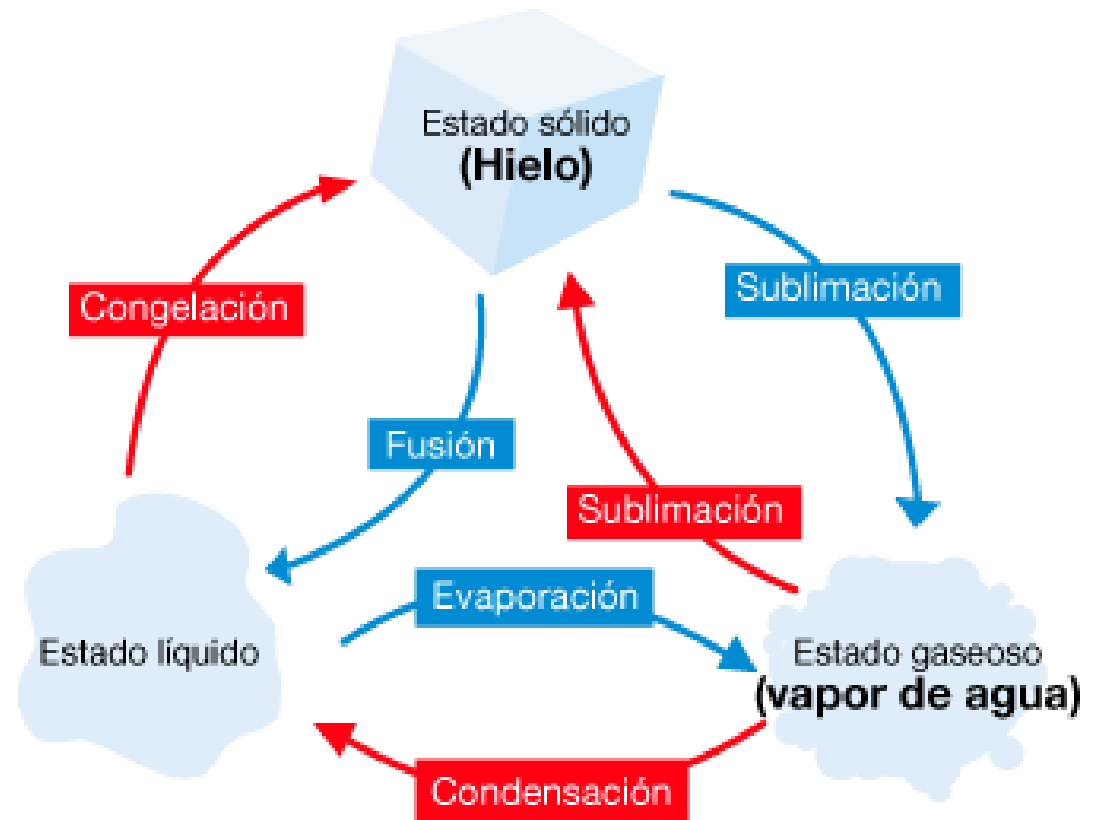 Estado sólido
(Hielo)
Sublimación
Congelación
Fusión
Sublimación
Evaporación
Estado líquido
Estado gaseoso
(vapor de agua)
Condensación